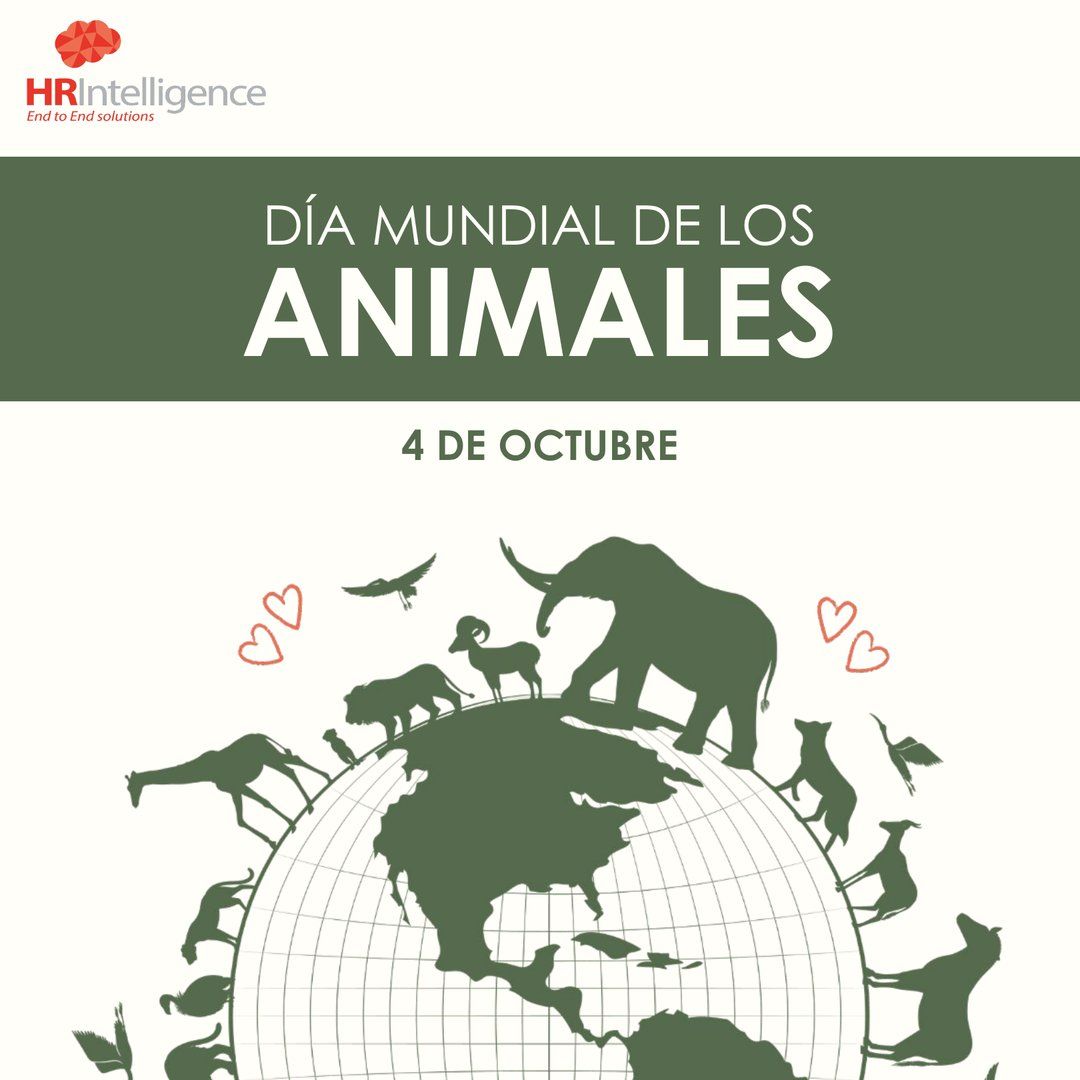 HRIntelligence
End to End solutions
DÍA MUNDIAL DE LOS
ANIMALES
4 DE OCTUBRE